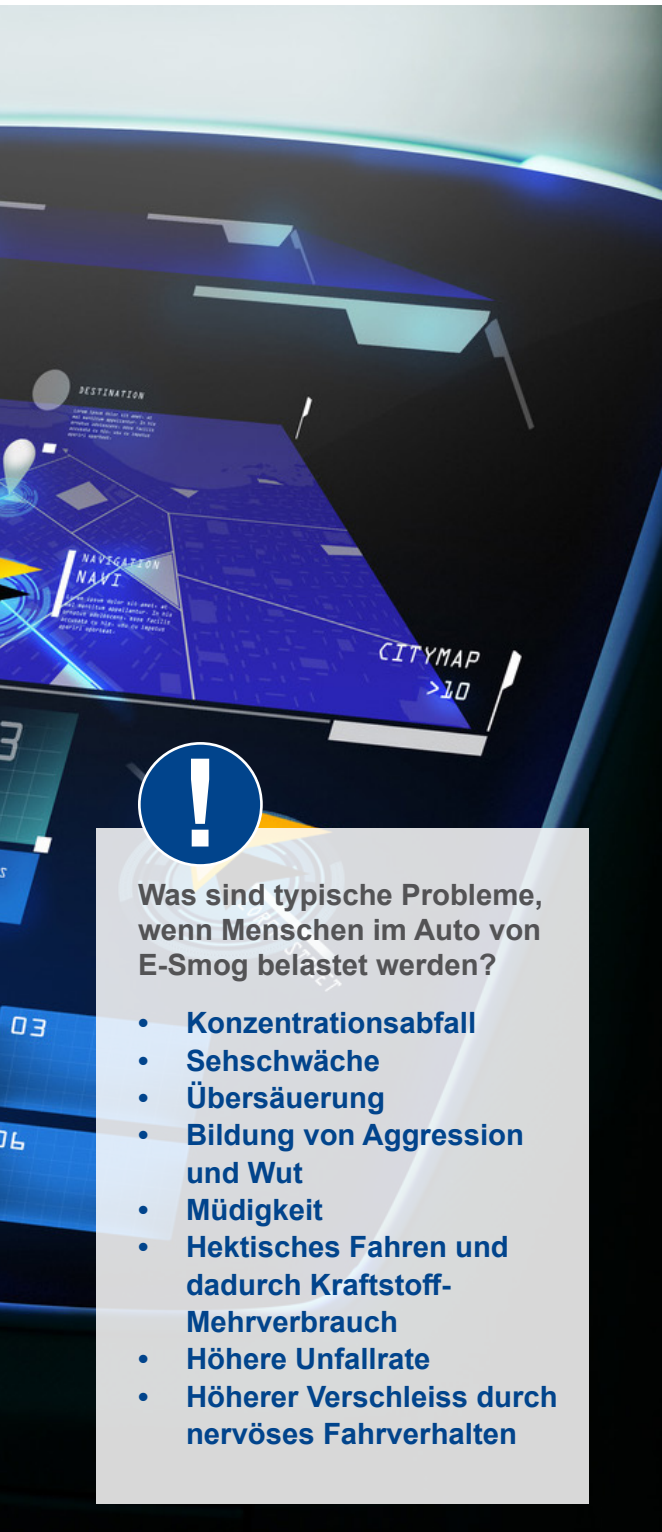 DESTINATION
NAVIGATION
NAVI
CITYMAP
>10
3
03
06
!
Was sind typische Probleme,
wenn Menschen im Auto von
E-Smog belastet werden?
• Konzentrationsabfall
• Sehschwäche
• Übersäuerung
• Bildung von Aggression
und Wut
• Müdigkeit
• Hektisches Fahren und
dadurch Kraftstoff-
Mehrverbrauch
• Höhere Unfallrate
• Höherer Verschleiss durch
nervöses Fahrverhalten